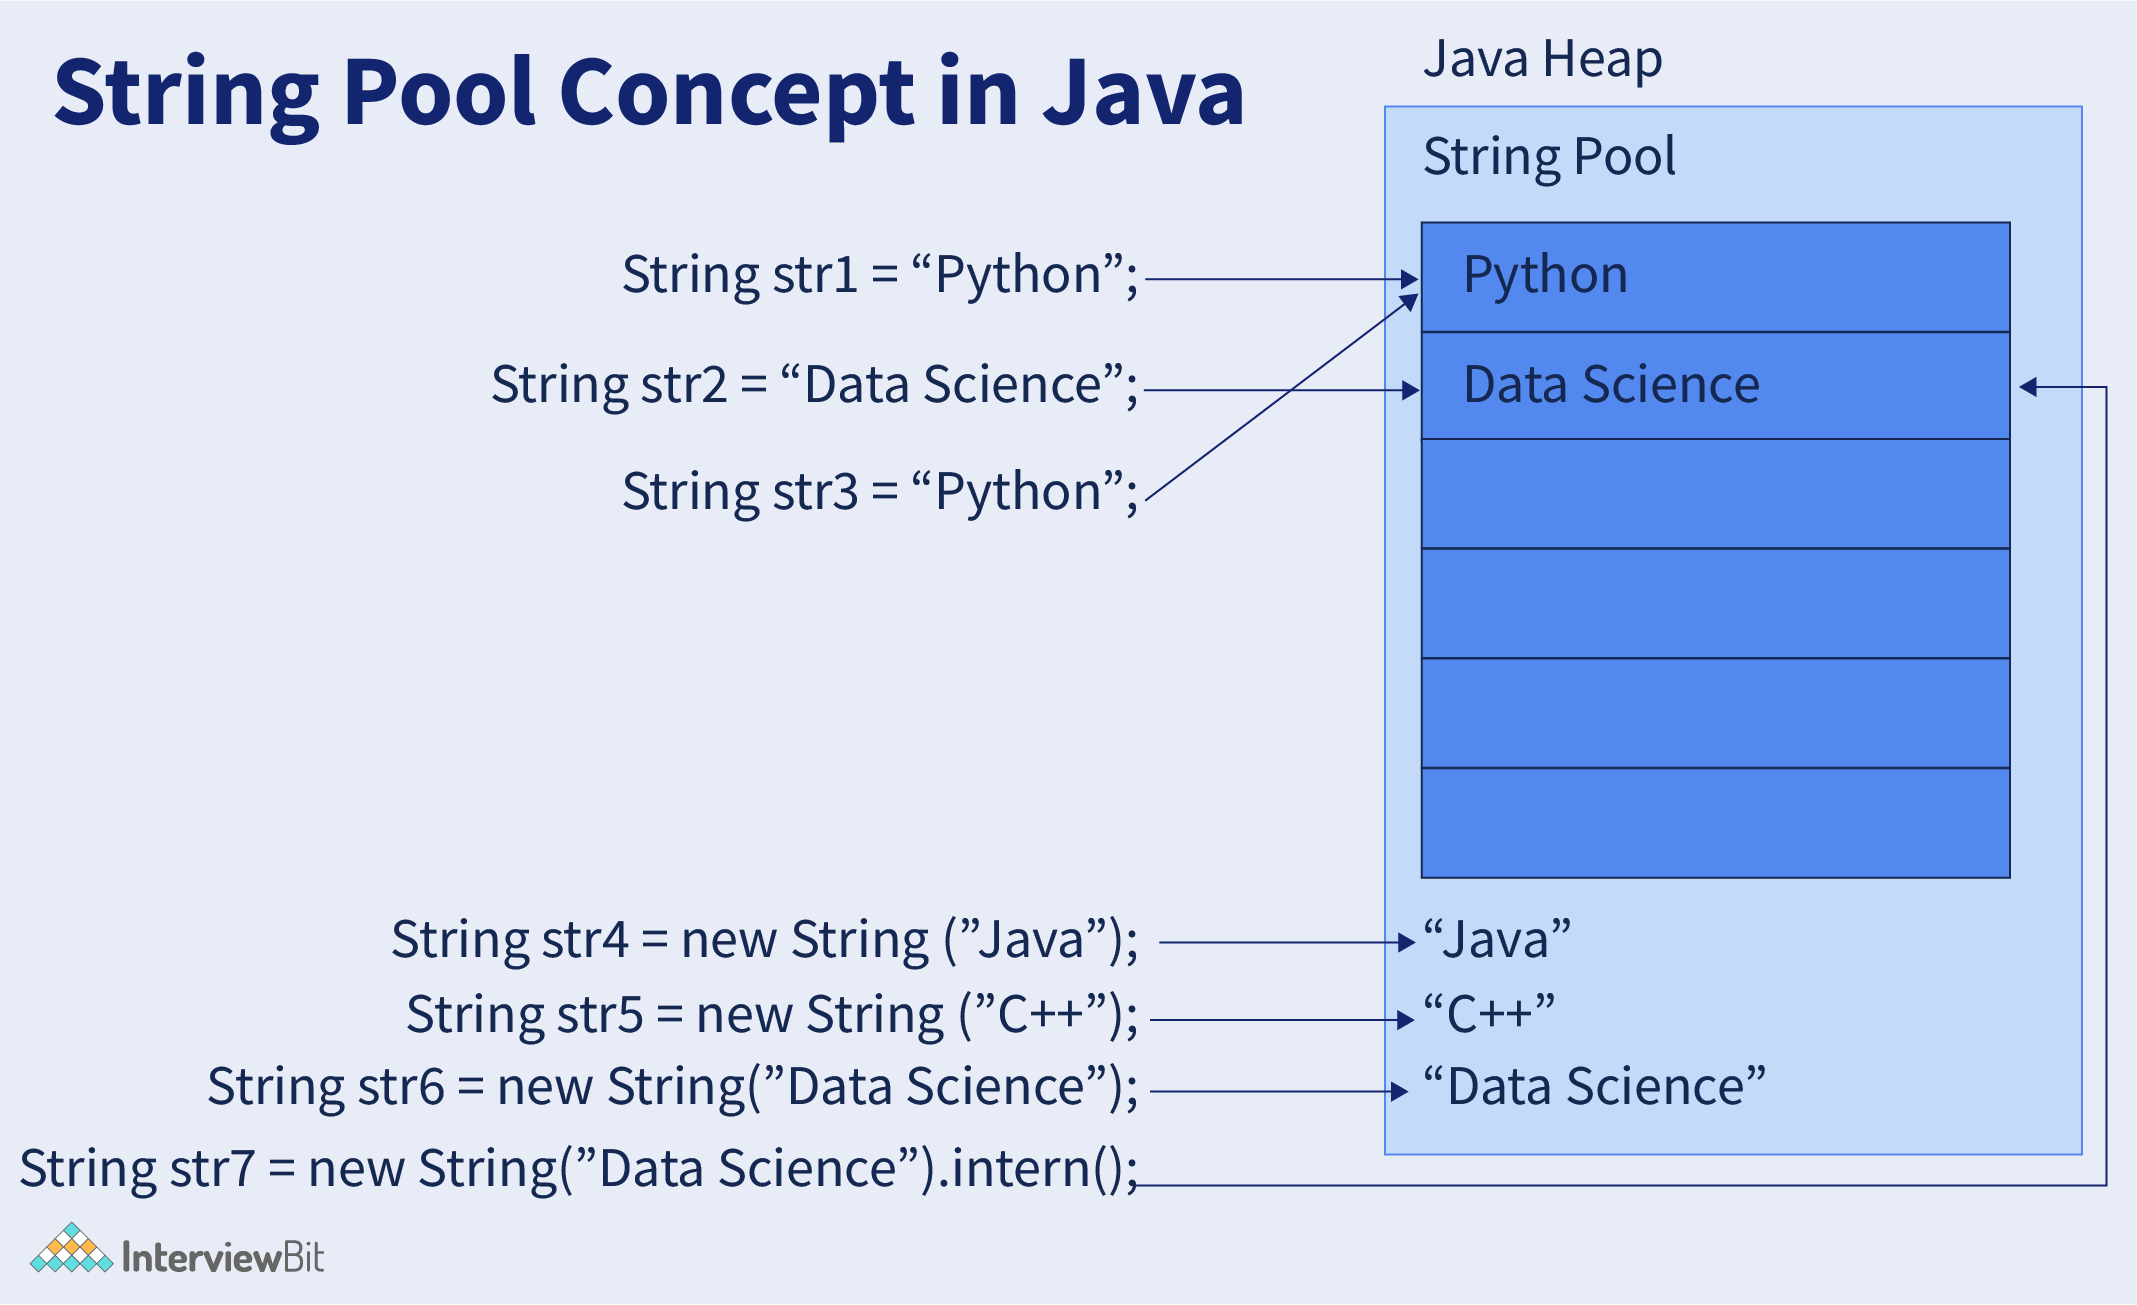 String Pool Concept in Java
Java Heap
String Pool
String str1 = “Python”;
Python
String str2 = “Data Science”;
Data Science
String str3 = “Python”;
String str4 = new String (”Java”);
“Java”
String str5 = new String (”C++”);
“C++”
String str6 = new String(”Data Science”);
“Data Science”
String str7 = new String(”Data Science”).intern();
InterviewBit